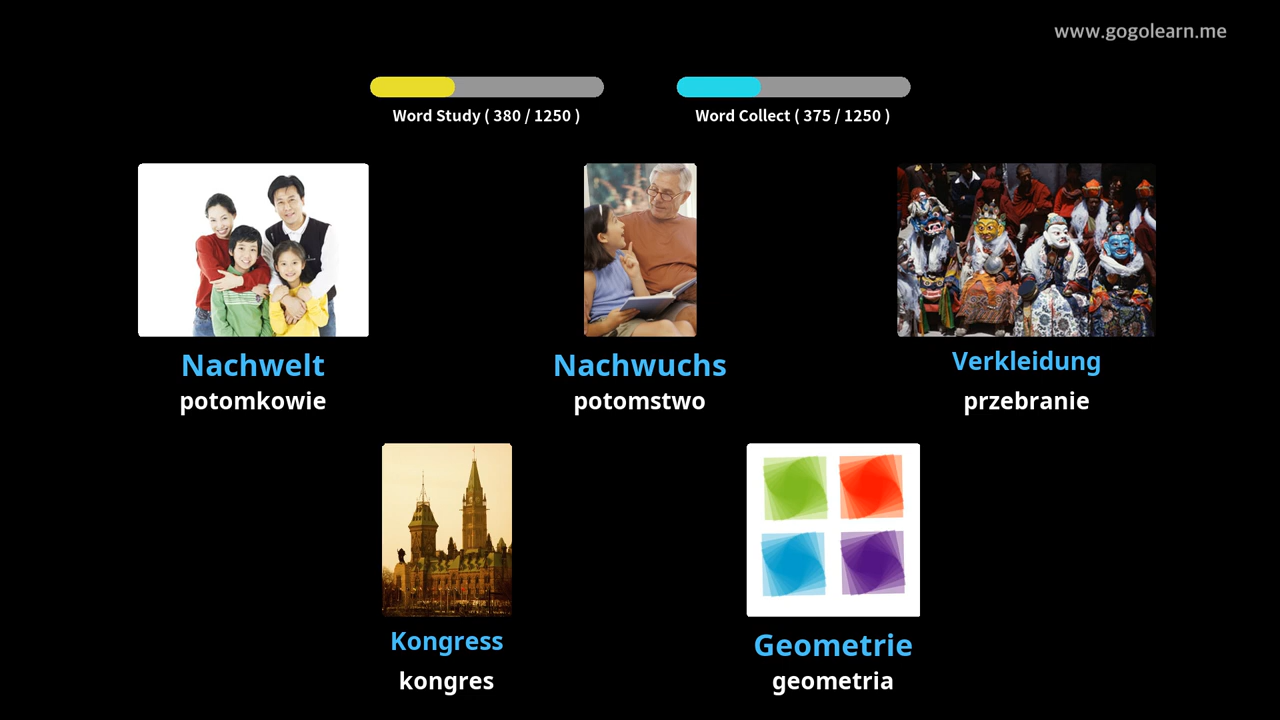 www.gogolearn.me
Word Study ( 380 / 1250 )
Word Collect ( 375 / 1250 )
Nachwelt
potomkowie
Nachwuchs
potomstwo
Verkleidung
przebranie
Kongress
kongres
Geometrie
geometria